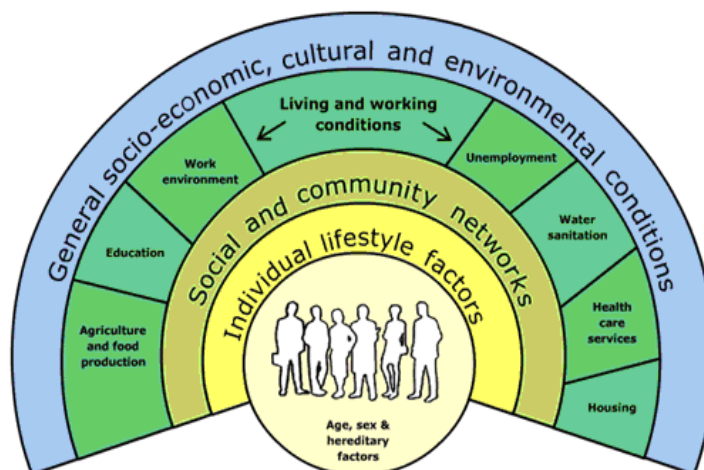 General socio-economic, cultural and environmental conditions
Living and working
conditions
Work
environment
Unemployment
Education
Water
sanitation
Agriculture
and food
production
Health
care
services
Housing
Social and community networks
Individual lifestyle factors
Age, sex &
hereditary
factors